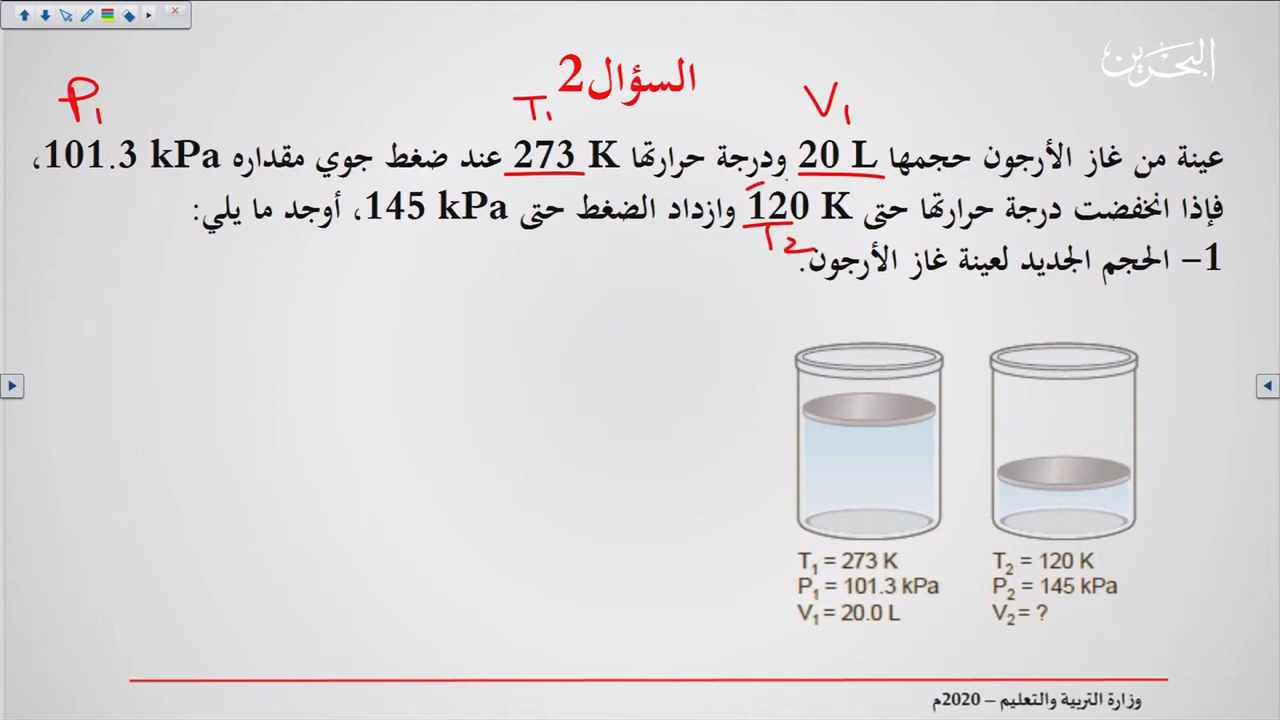 البحرين
السؤال2
P₁
T₁
V₁
عينة من غاز الأرجون حجمها 20 L ودرجة حرارتها 273 K عند ضغط جوي مقداره 101.3 kPa،
فإذا انخفضت درجة حرارتها حتى 120 K وازداد الضغط حتى 145 kPa، أوجد ما يلي:
T₂
1– الحجم الجديد لعينة غاز الأرجون.
T₁ = 273 K
P₁ = 101.3 kPa
V₁ = 20.0 L
T₂ = 120 K
P₂ = 145 kPa
V₂ = ?
وزارة التربية والتعليم – 2020م